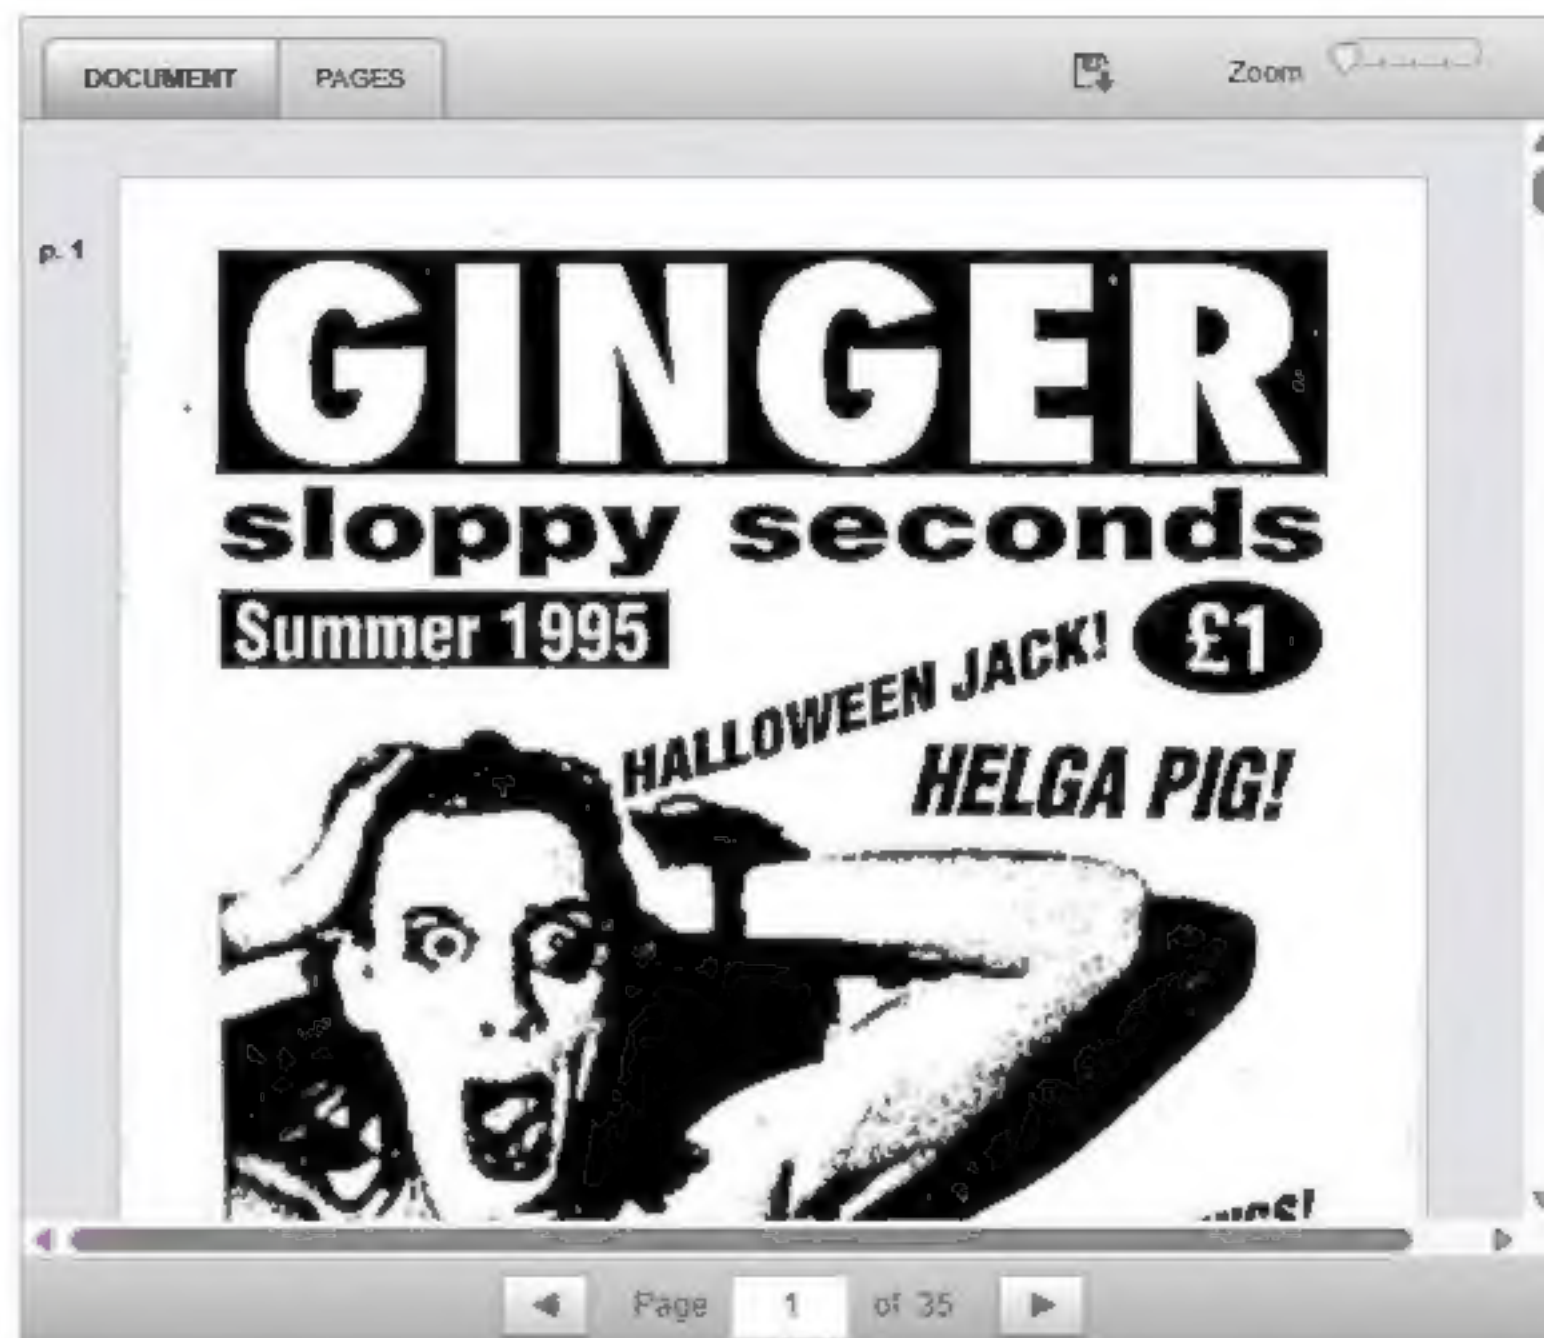 DOCUMENT PAGES Zoom
p. 1
GINGER
sloppy seconds
Summer 1995
£1
HALLOWEEN JACK!
HELGA PIG!
Page 1 of 35